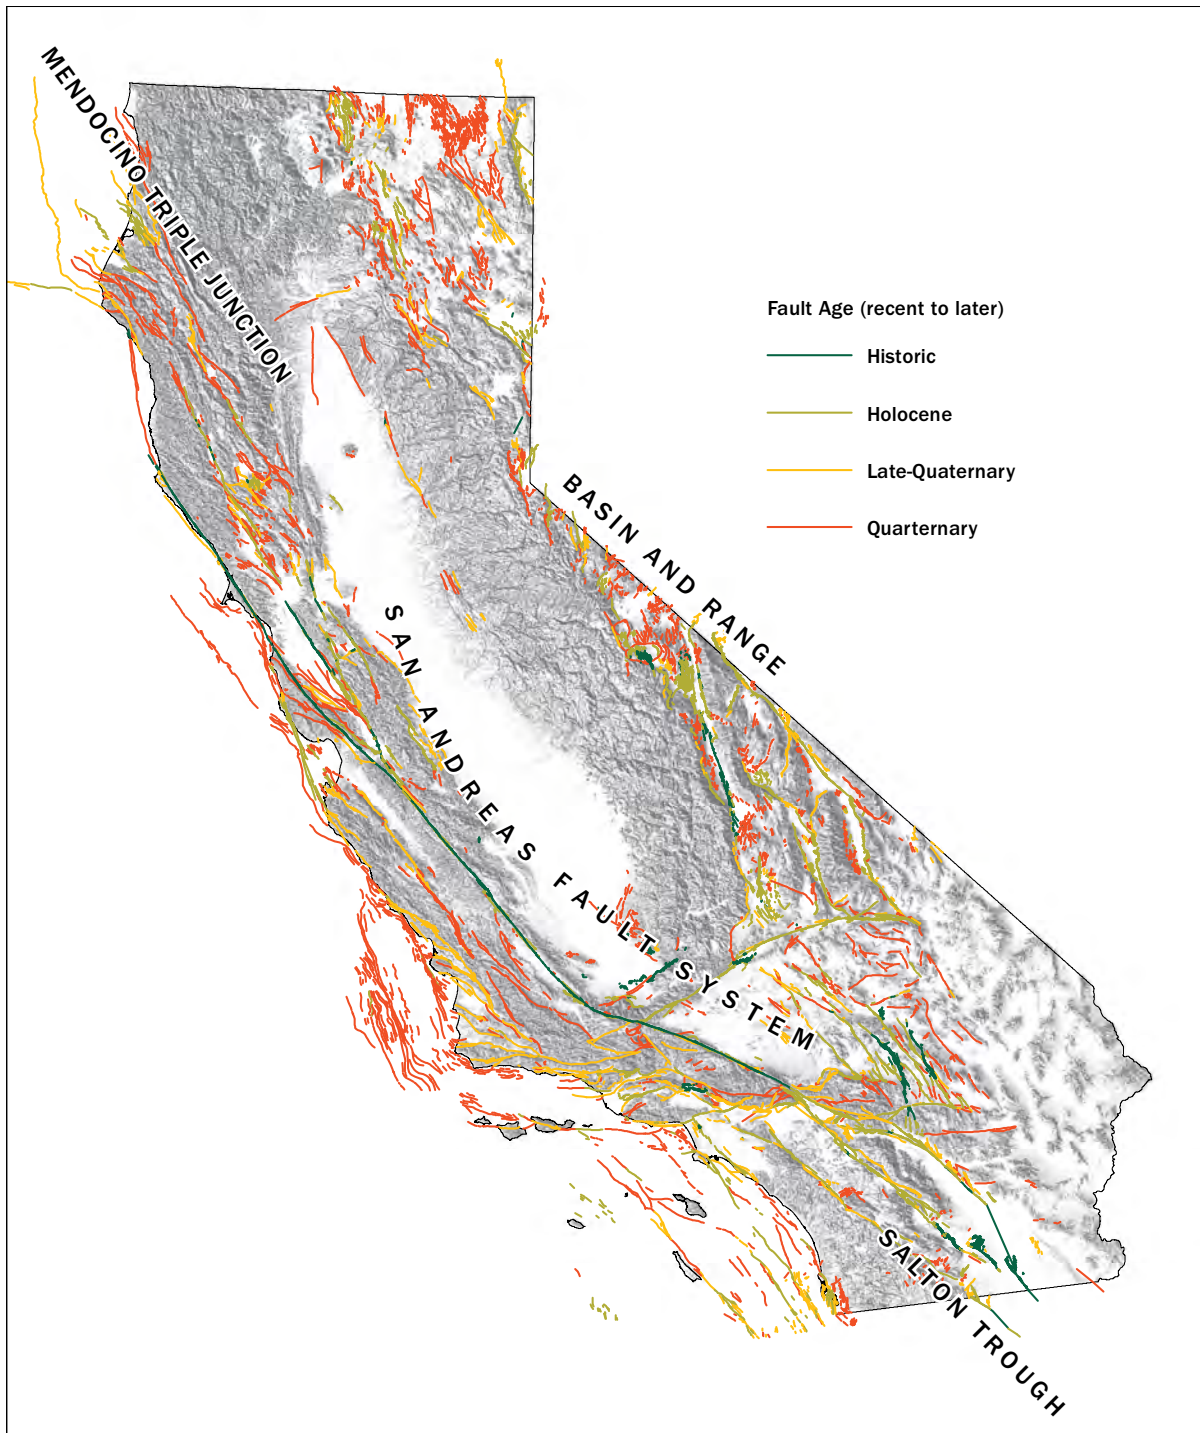 MENDOCINO TRIPLE JUNCTION
Fault Age (recent to later)
Historic
Holocene
Late-Quaternary
Quarternary
BASIN AND RANGE
SAN ANDREAS FAULT SYSTEM
SALTON TROUGH